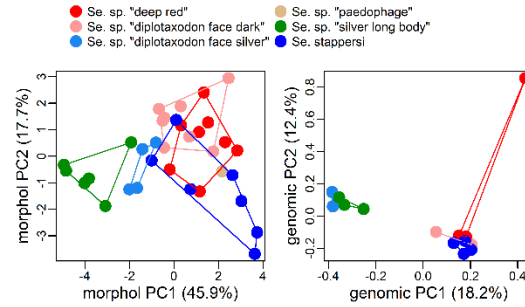 Se. sp. "deep red"
Se. sp. "paedophage"
Se. sp. "diplotaxodon face dark"
Se. sp. "silver long body"
Se. sp. "diplotaxodon face silver"
Se. stappersi
morphol PC2 (17.7%)
3
2
1
0
-1
-2
-3
-4 -2 0 2 4
morphol PC1 (45.9%)
genomic PC2 (12.4%)
0.8
0.6
0.4
0.2
0.0
-0.2
-0.4 -0.2 0.0 0.2 0.4
genomic PC1 (18.2%)